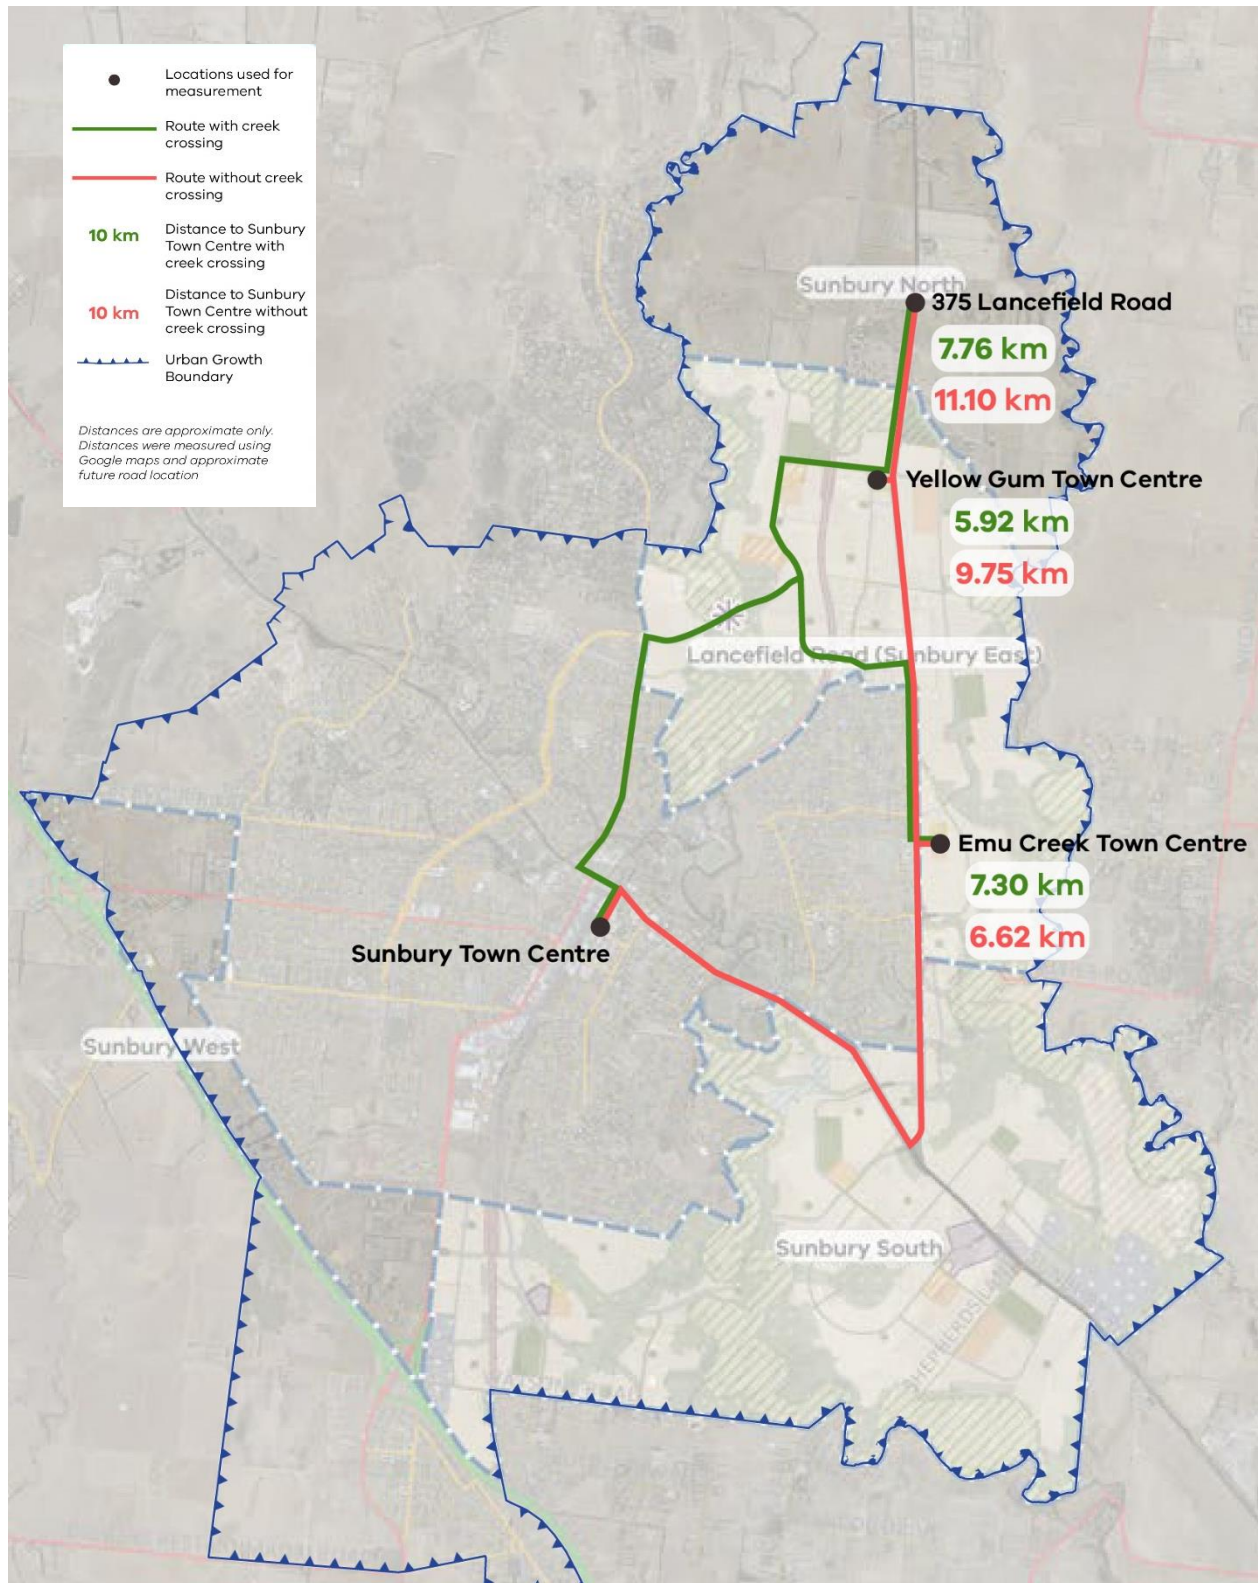 Locations used for
measurement
Route with creek
crossing
Route without creek
crossing
10 km
Distance to Sunbury
Town Centre with
creek crossing
10 km
Distance to Sunbury
Town Centre without
creek crossing
Urban Growth
Boundary
Distances are approximate only.
Distances were measured using
Google maps and approximate
future road location
Sunbury North
375 Lancefield Road
7.76 km
11.10 km
Yellow Gum Town Centre
5.92 km
9.75 km
Lancefield Road (Sunbury East)
Emu Creek Town Centre
7.30 km
6.62 km
Sunbury Town Centre
Sunbury West
Sunbury South